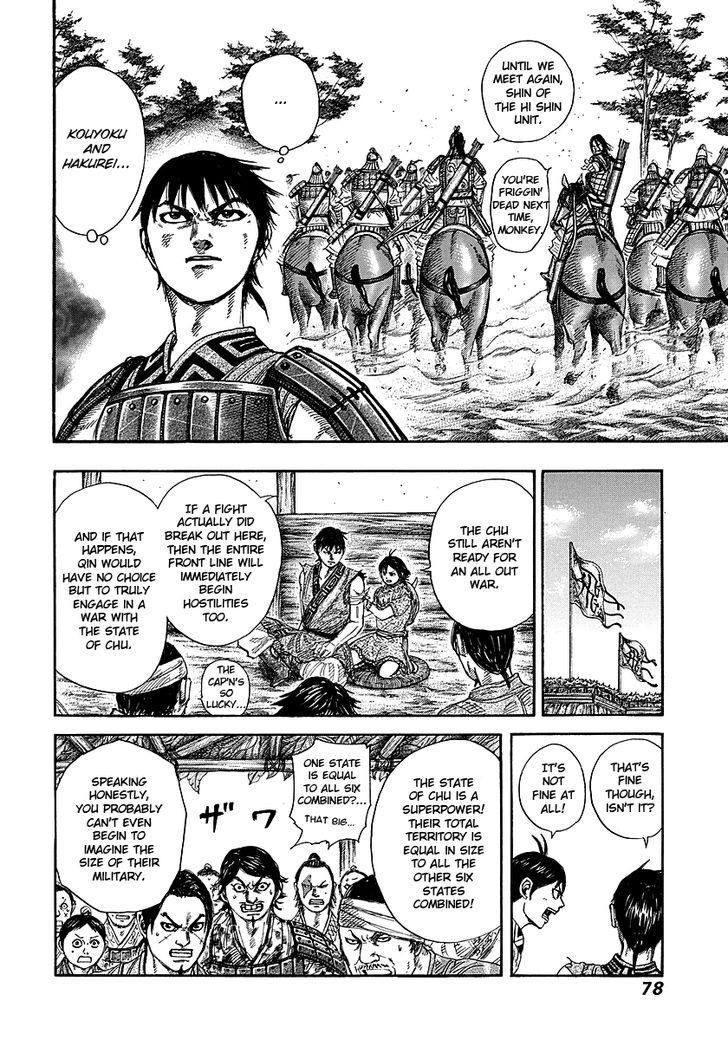 UNTIL WE
MEET AGAIN,
SHIN OF
THE HI SHIN
UNIT.
YOU'RE
FRIGGIN'
DEAD NEXT
TIME,
MONKEY.
...
KOUYOKU
AND
HAKUREI...
THE CHU
STILL AREN'T
READY FOR
AN ALL OUT
WAR.
IF A FIGHT
ACTUALLY DID
BREAK OUT HERE,
THEN THE ENTIRE
FRONT LINE WILL
IMMEDIATELY
BEGIN
HOSTILITIES
TOO.
AND IF THAT
HAPPENS,
QIN WOULD
HAVE NO CHOICE
BUT TO TRULY
ENGAGE IN A
WAR WITH
THE STATE
OF CHU.
THE
CAP'N'S
SO
LUCKY...
THAT'S
FINE
THOUGH,
ISN'T IT?
IT'S
NOT FINE
AT ALL!
THE STATE
OF CHU IS A
SUPERPOWER!
THEIR TOTAL
TERRITORY IS
EQUAL IN SIZE
TO ALL THE
OTHER SIX
STATES
COMBINED!
ONE STATE
IS EQUAL
TO ALL SIX
COMBINED?...
THAT BIG...
ザワ
SPEAKING
HONESTLY,
YOU PROBABLY
CAN'T EVEN
BEGIN TO
IMAGINE THE
SIZE OF THEIR
MILITARY.
78